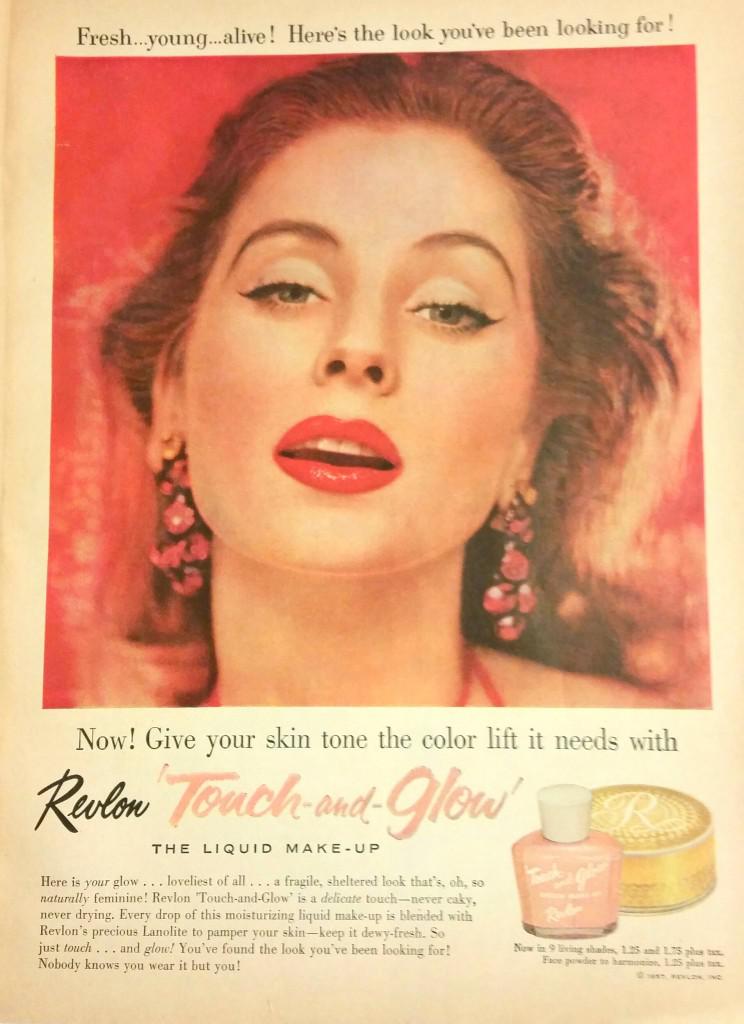 Fresh...young...alive! Here's the look you've been looking for!
Now! Give your skin tone the color lift it needs with
Revlon 'Touch-and-Glow'
THE LIQUID MAKE-UP
Here is your glow . . . loveliest of all . . . a fragile, sheltered look that's, oh, so
naturally feminine! Revlon 'Touch-and-Glow' is a delicate touch—never caky,
never drying. Every drop of this moisturizing liquid make-up is blended with
Revlon's precious Lanolite to pamper your skin—keep it dewy-fresh. So
just touch . . . and glow! You've found the look you've been looking for!
Nobody knows you wear it but you!
R
Touch
and Glow
Revlon
Now in 9 living shades, 1.25 and 1.75 plus tax.
Face powder to harmonize, 1.25 plus tax.
© 1957, REVLON, INC.